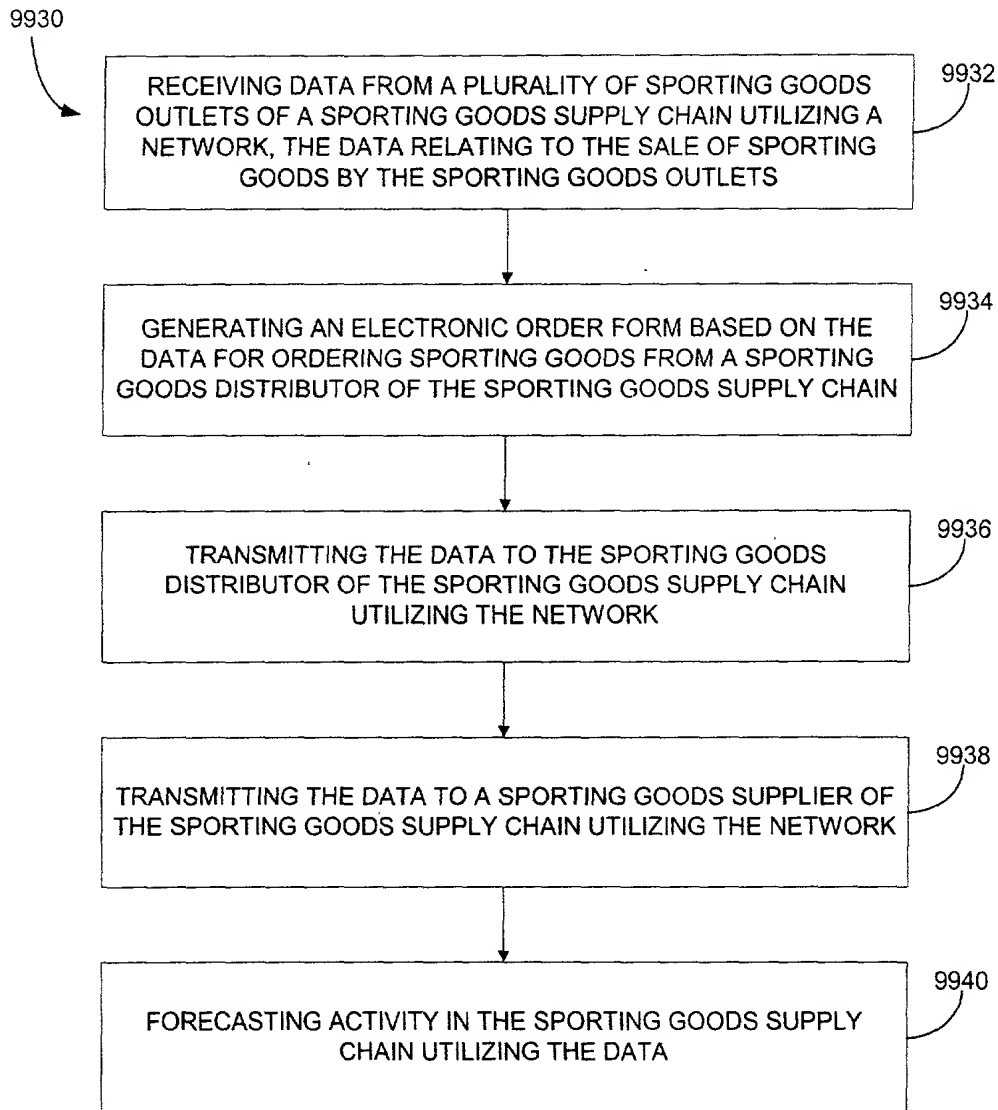 9930
RECEIVING DATA FROM A PLURALITY OF SPORTING GOODS
OUTLETS OF A SPORTING GOODS SUPPLY CHAIN UTILIZING A
NETWORK, THE DATA RELATING TO THE SALE OF SPORTING
GOODS BY THE SPORTING GOODS OUTLETS
9932
GENERATING AN ELECTRONIC ORDER FORM BASED ON THE
DATA FOR ORDERING SPORTING GOODS FROM A SPORTING
GOODS DISTRIBUTOR OF THE SPORTING GOODS SUPPLY CHAIN
9934
TRANSMITTING THE DATA TO THE SPORTING GOODS
DISTRIBUTOR OF THE SPORTING GOODS SUPPLY CHAIN
UTILIZING THE NETWORK
9936
TRANSMITTING THE DATA TO A SPORTING GOODS SUPPLIER OF
THE SPORTING GOODS SUPPLY CHAIN UTILIZING THE NETWORK
9938
FORECASTING ACTIVITY IN THE SPORTING GOODS SUPPLY
CHAIN UTILIZING THE DATA
9940